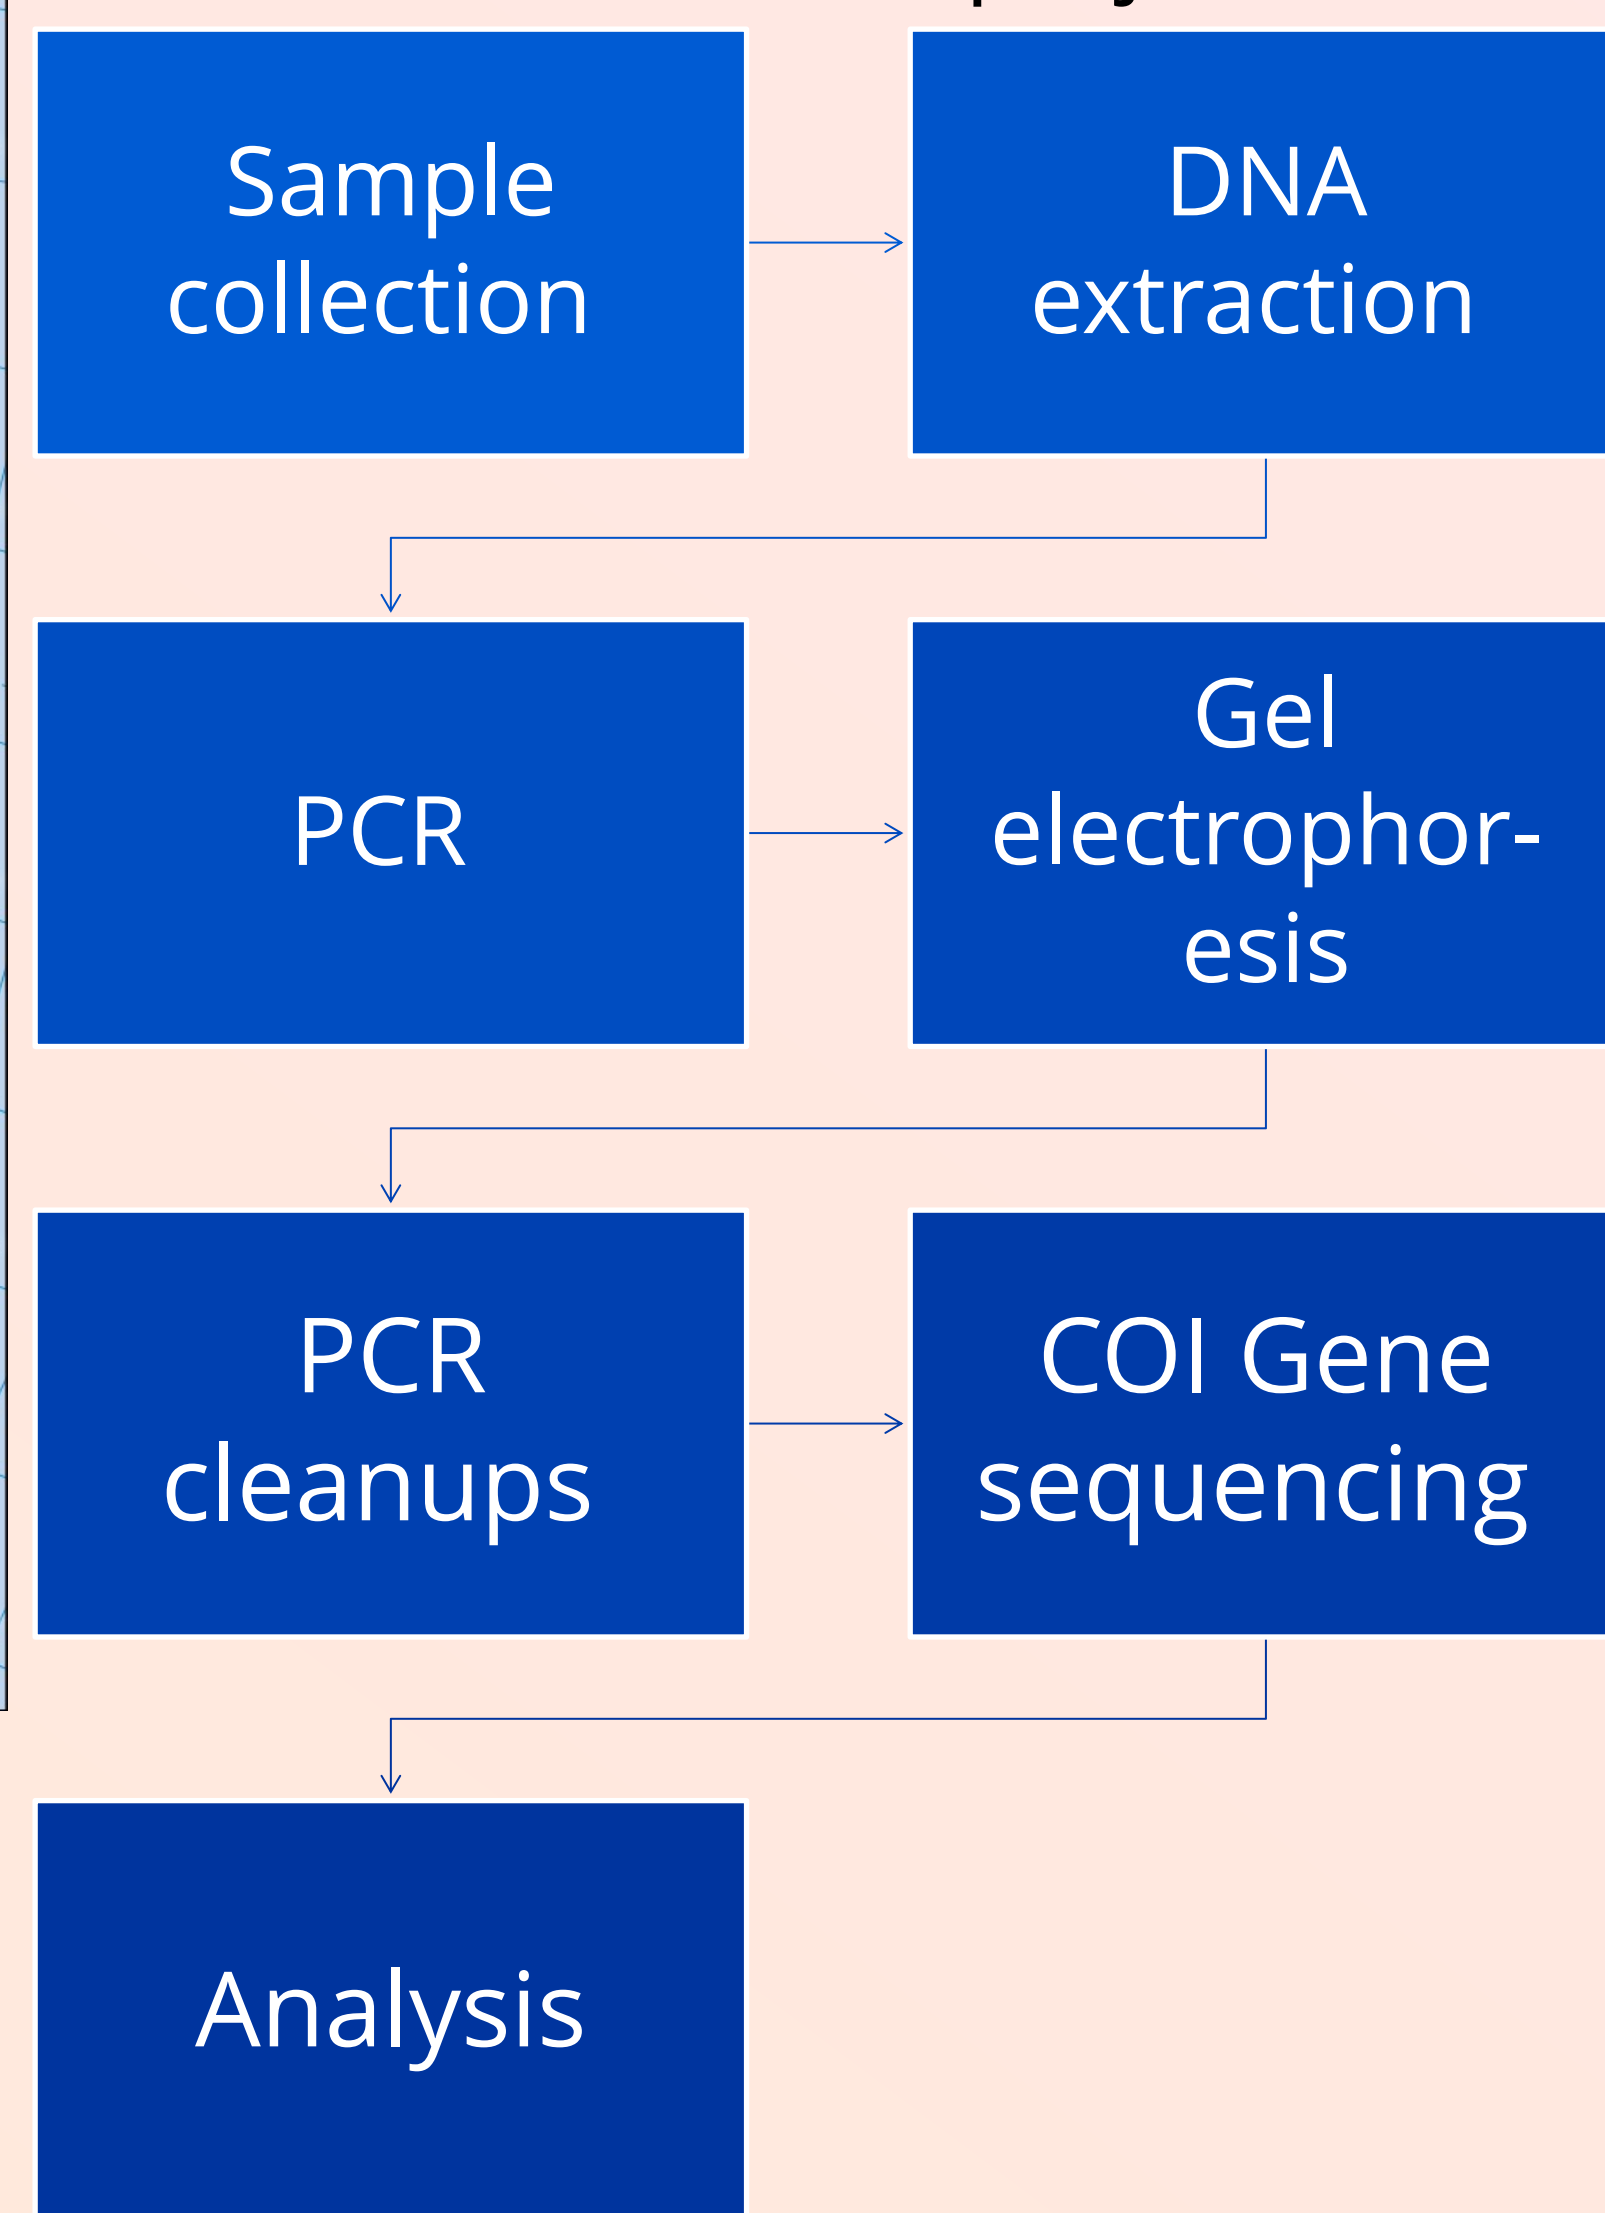 Sample
collection
DNA
extraction
PCR
Gel
electrophor-
esis
PCR
cleanups
COI Gene
sequencing
Analysis